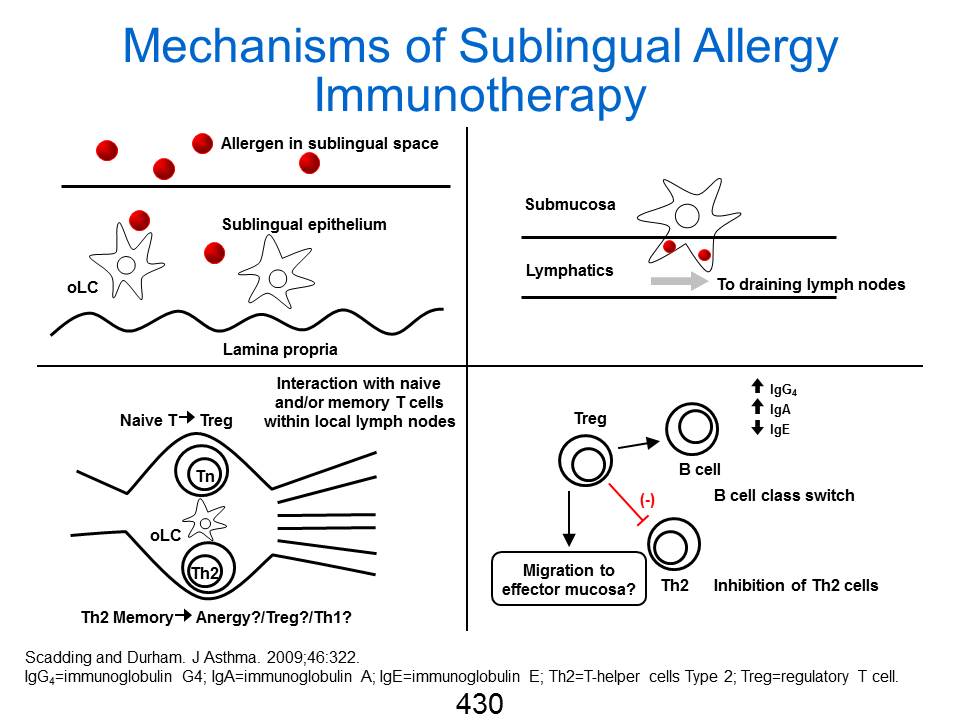 Mechanisms of Sublingual Allergy
Immunotherapy
Allergen in sublingual space
Sublingual epithelium
oLC
Lamina propria
Submucosa
Lymphatics
To draining lymph nodes
Interaction with naive
and/or memory T cells
within local lymph nodes
Naive T → Treg
Tn
oLC
Th2
Th2 Memory → Anergy?/Treg?/Th1?
↑ IgG₄
↑ IgA
↓ IgE
Treg
B cell
B cell class switch
(-)
Migration to
effector mucosa?
Th2
Inhibition of Th2 cells
Scadding and Durham. J Asthma. 2009;46:322.
IgG₄=immunoglobulin G4; IgA=immunoglobulin A; IgE=immunoglobulin E; Th2=T-helper cells Type 2; Treg=regulatory T cell.
430